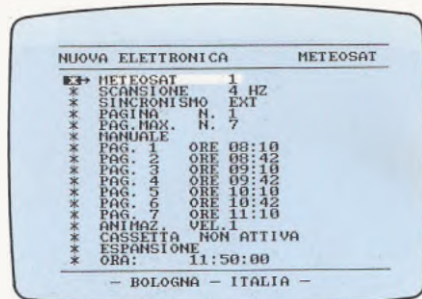 NUOVA ELETTRONICA METEOSAT
METEOSAT 1
* SCANSIONE 4 HZ
* SINCRONISMO EXT
* PAGINA N. 1
* PAG.MAX. N. 7
* MANUALE
* PAG. 1 ORE 08:10
* PAG. 2 ORE 08:42
* PAG. 3 ORE 09:10
* PAG. 4 ORE 09:42
* PAG. 5 ORE 10:10
* PAG. 6 ORE 10:42
* PAG. 7 ORE 11:10
* ANIMAZ. VEL.1
* CASSETTA NON ATTIVA
* ESPANSIONE
* ORA: 11:50:00
– BOLOGNA – ITALIA –